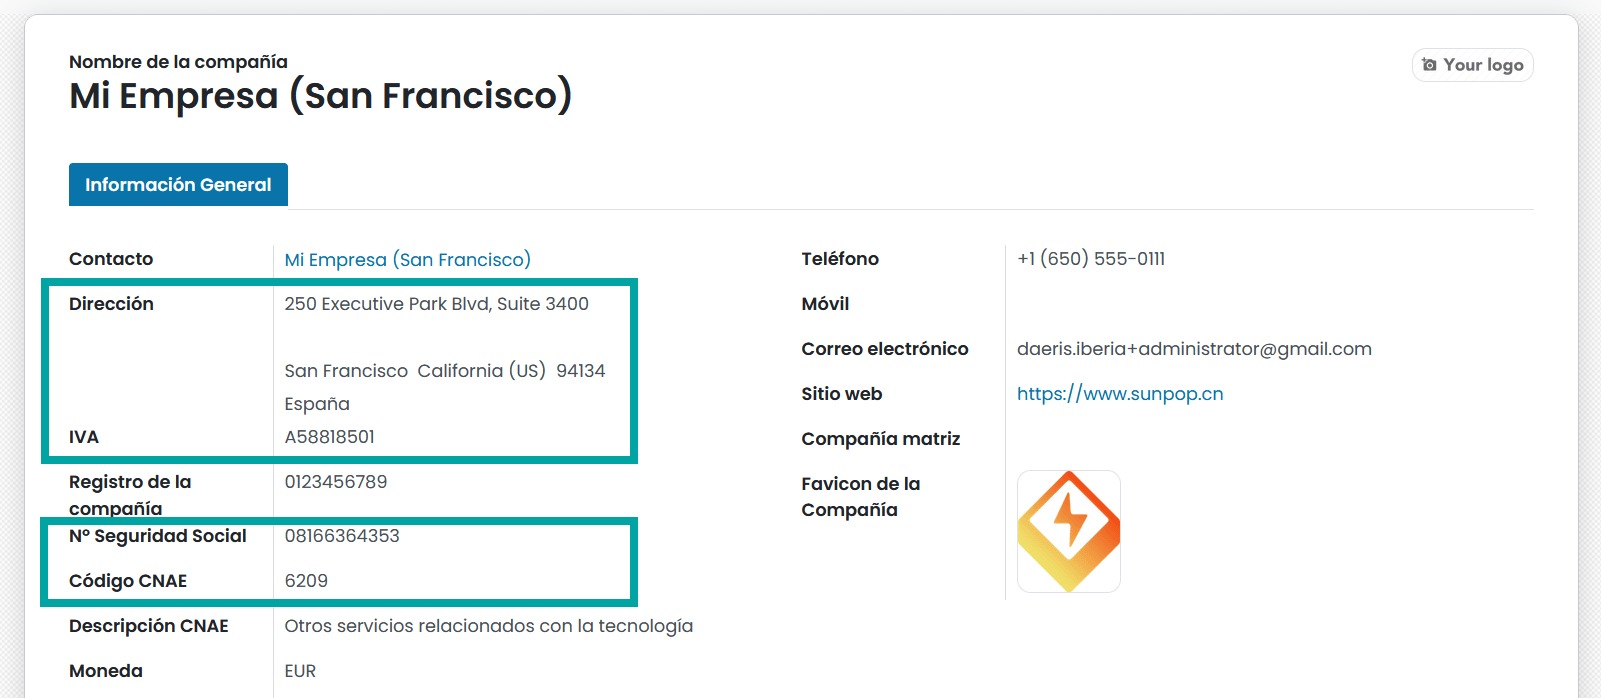 Nombre de la compañía
Mi Empresa (San Francisco)
Your logo
Información General
Contacto
Mi Empresa (San Francisco)
Dirección
250 Executive Park Blvd, Suite 3400
San Francisco California (US) 94134
España
IVA
A58818501
Registro de la
compañía
0123456789
Nº Seguridad Social
08166364353
Código CNAE
6209
Descripción CNAE
Otros servicios relacionados con la tecnología
Moneda
EUR
Teléfono
+1 (650) 555-0111
Móvil
Correo electrónico
daeris.iberia+administrator@gmail.com
Sitio web
https://www.sunpop.cn
Compañía matriz
Favicon de la
Compañía